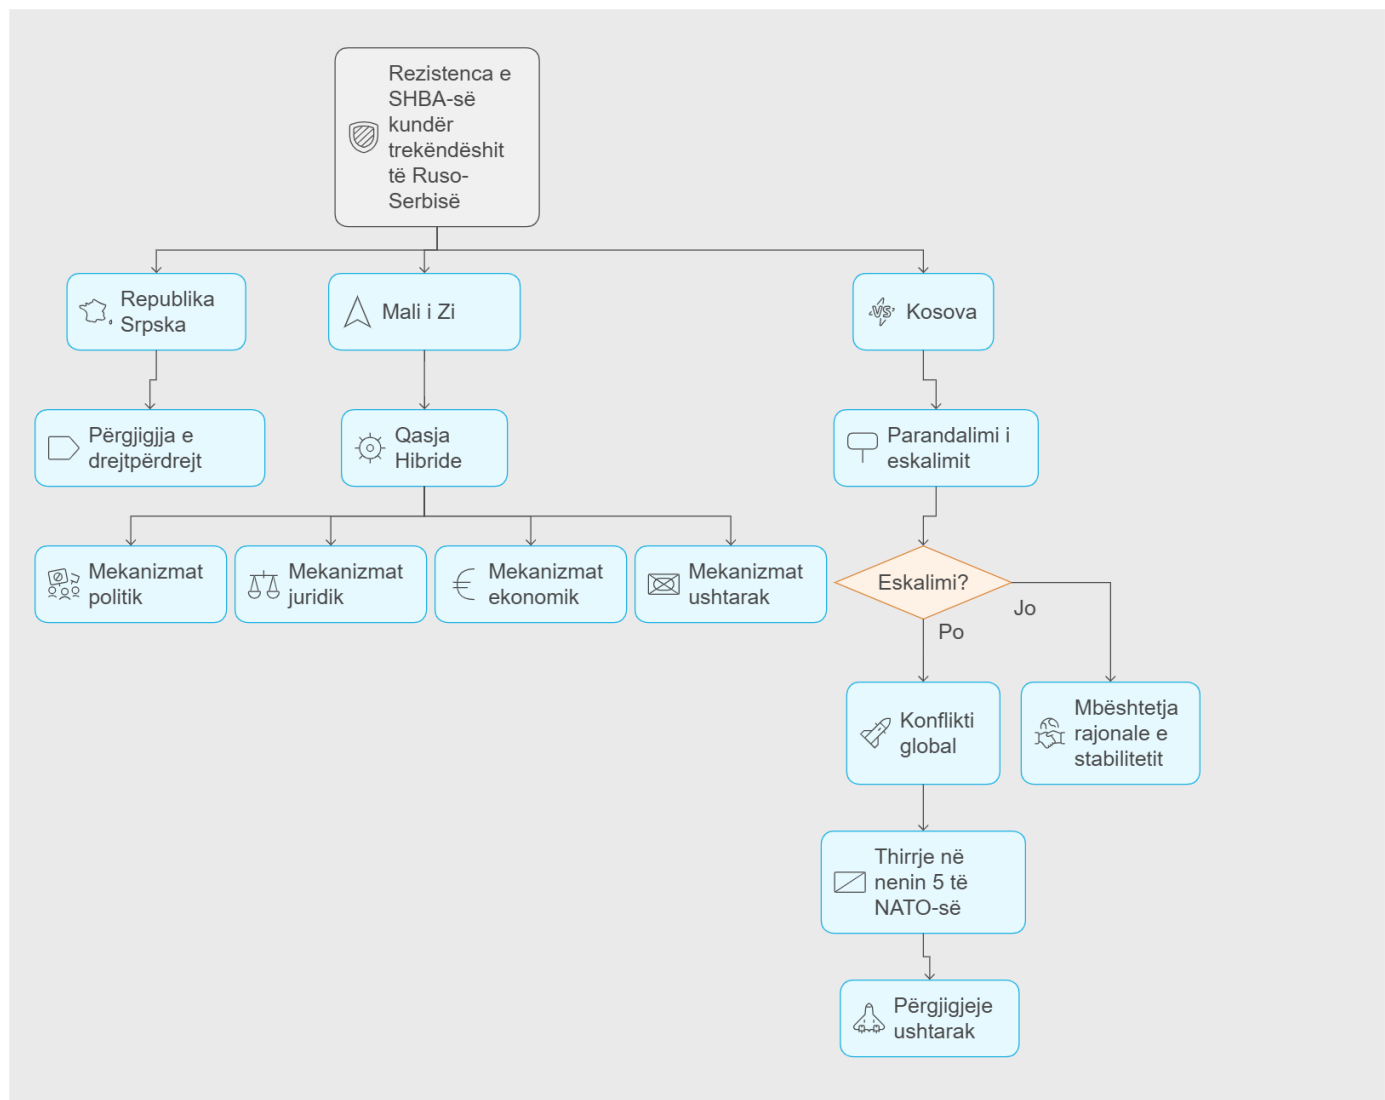 Rezistenca e
SHBA-së
kundër
trekëndëshit
të Ruso-
Serbisë
Republika
Srpska
Mali i Zi
VS
Kosova
Përgjigjja e
drejtpërdrejt
Qasja
Hibride
Parandalimi i
eskalimit
Mekanizmat
politik
Mekanizmat
juridik
Mekanizmat
ekonomik
Mekanizmat
ushtarak
Eskalimi?
Jo
Po
Konflikti
global
Mbështetja
rajonale e
stabilitetit
Thirrje në
nenin 5 të
NATO-së
Përgjigjeje
ushtarak